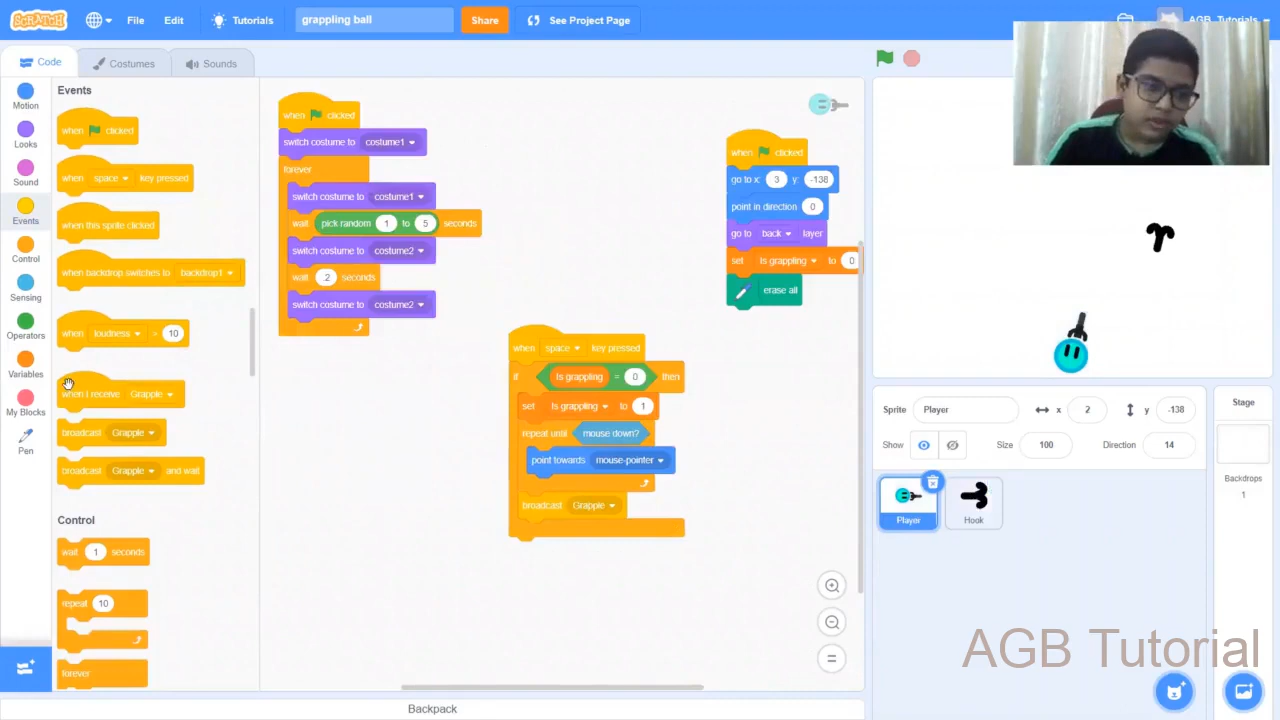 SCRATCH
File
Edit
Tutorials
grappling ball
Share
See Project Page
AGB_Tutorials
Code
Costumes
Sounds
Motion
Looks
Sound
Events
Control
Sensing
Operators
Variables
My Blocks
Pen
Events
when clicked
when space key pressed
when this sprite clicked
when backdrop switches to backdrop1
when loudness > 10
when I receive Grapple
broadcast Grapple
broadcast Grapple and wait
Control
wait 1 seconds
repeat 10
forever
when clicked
switch costume to costume1
forever
switch costume to costume1
wait pick random 1 to 5 seconds
switch costume to costume2
wait .2 seconds
switch costume to costume2
when space key pressed
if Is grappling = 0 then
set Is grappling to 1
repeat until mouse down?
point towards mouse-pointer
broadcast Grapple
when clicked
go to x: 3 y: -138
point in direction 0
go to back layer
set Is grappling to 0
erase all
Backpack
Sprite Player x 2 y -138
Show Size 100 Direction 14
Player
Hook
Stage
Backdrops
1
AGB Tutorial